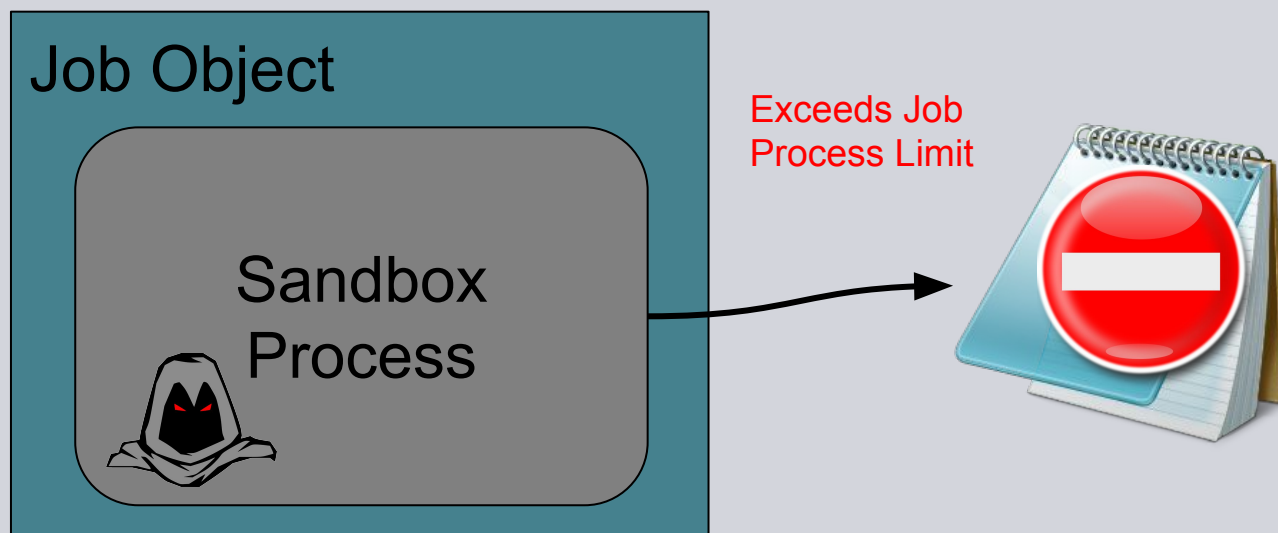 Job Object
Exceeds Job
Process Limit
Sandbox
Process